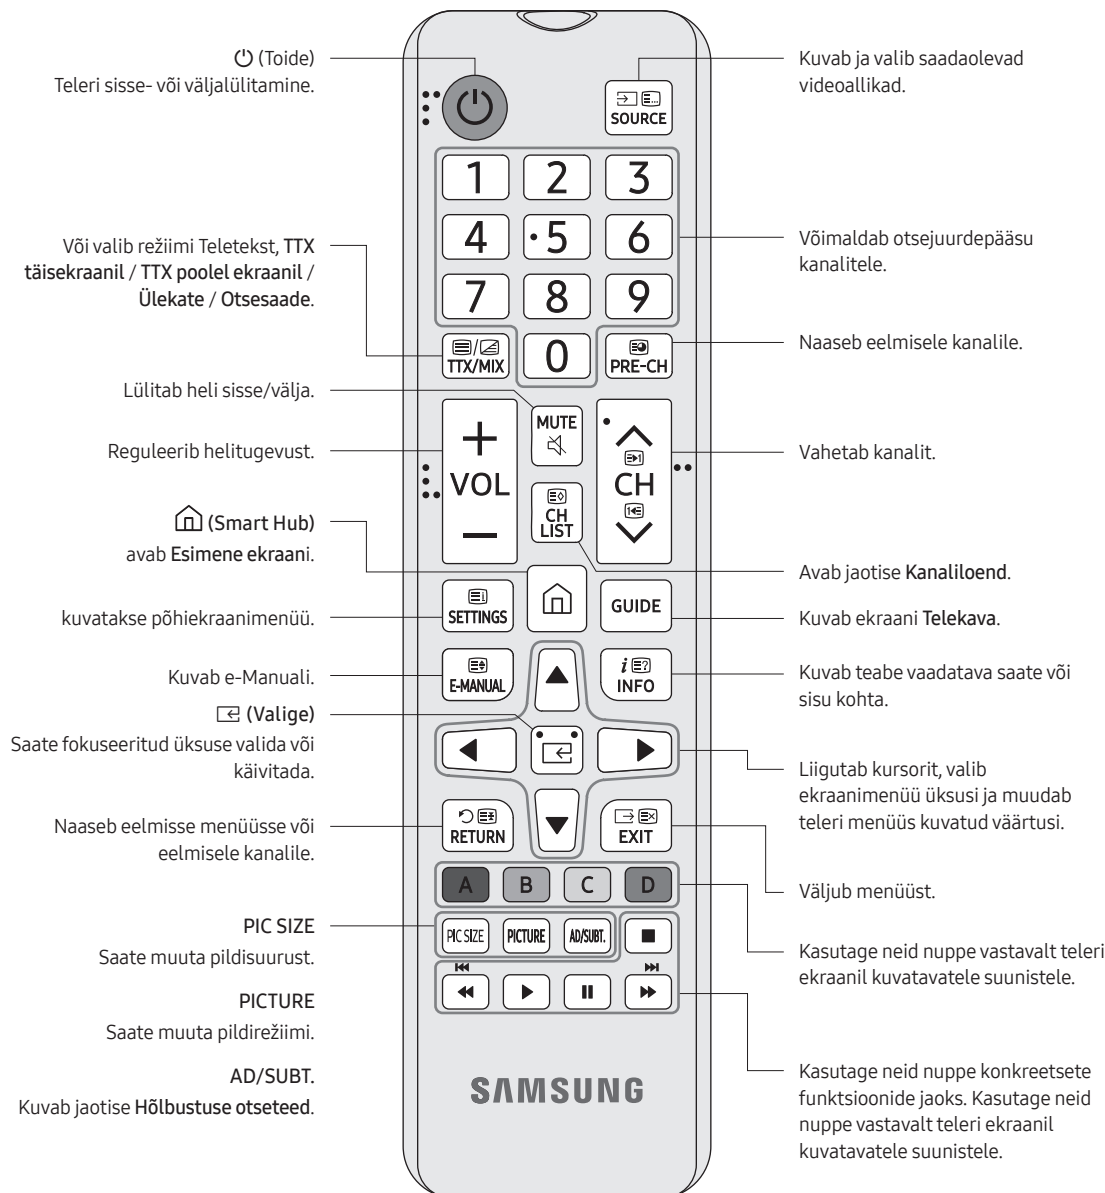 (Toide)
Teleri sisse- või väljalülitamine.
Või valib režiimi Teletekst, TTX
täisekraanil / TTX poolel ekraanil /
Ülekate / Otsesaade.
Lülitab heli sisse/välja.
Reguleerib helitugevust.
(Smart Hub)
avab Esimene ekraani.
kuvatakse põhiekraanimenüü.
Kuvab e-Manuali.
(Valige)
Saate fokuseeritud üksuse valida või
käivitada.
Naaseb eelmisse menüüsse või
eelmisele kanalile.
PIC SIZE
Saate muuta pildisuurust.
PICTURE
Saate muuta pildirežiimi.
AD/SUBT.
Kuvab jaotise Hõlbustuse otseteed.
SOURCE
1 2 3
4 5 6
7 8 9
TTX/MIX 0 PRE-CH
+ MUTE
VOL CH
− CH
LIST
SETTINGS GUIDE
E-MANUAL i INFO
RETURN EXIT
A B C D
PIC SIZE PICTURE AD/SUBT.
SAMSUNG
Kuvab ja valib saadaolevad
videoallikad.
Võimaldab otsejuurdepääsu
kanalitele.
Naaseb eelmisele kanalile.
Vahetab kanalit.
Avab jaotise Kanaliloend.
Kuvab ekraani Telekava.
Kuvab teabe vaadatava saate või
sisu kohta.
Liigutab kursorit, valib
ekraanimenüü üksusi ja muudab
teleri menüüs kuvatud väärtusi.
Väljub menüüst.
Kasutage neid nuppe vastavalt teleri
ekraanil kuvatavatele suunistele.
Kasutage neid nuppe konkreetsete
funktsioonide jaoks. Kasutage neid
nuppe vastavalt teleri ekraanil
kuvatavatele suunistele.